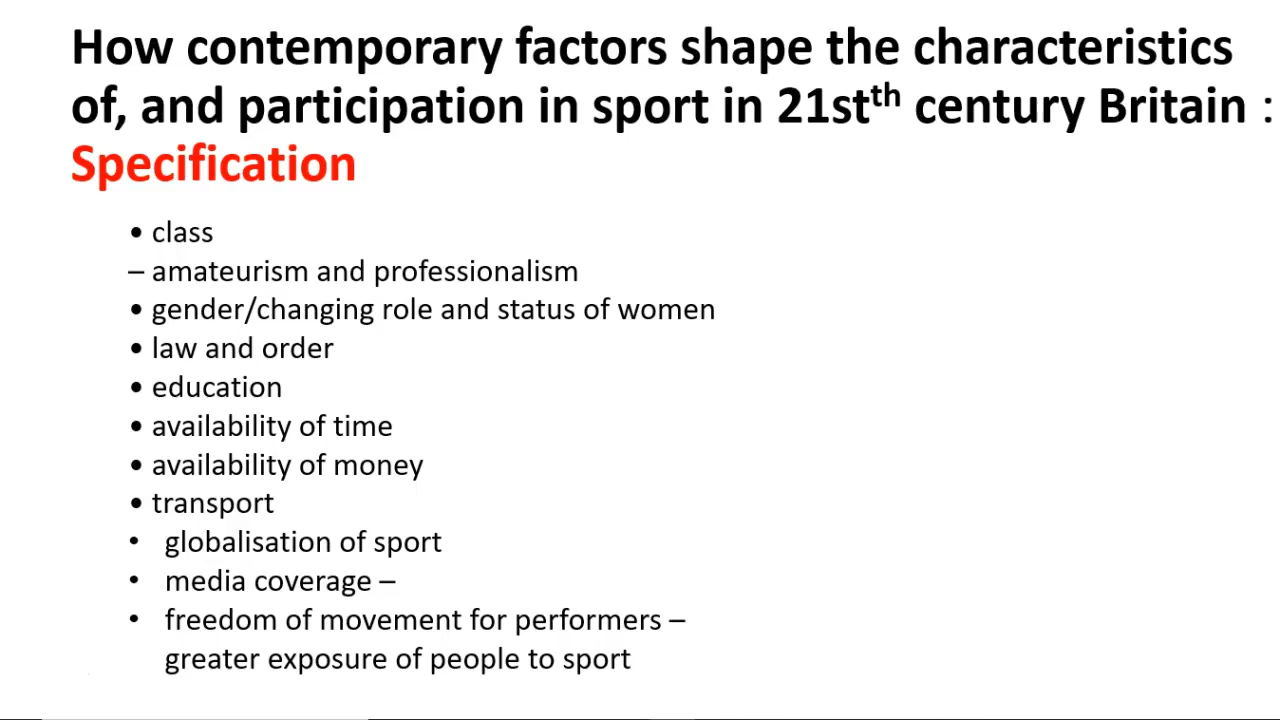 How contemporary factors shape the characteristics
of, and participation in sport in 21stth century Britain :
Specification
• class
– amateurism and professionalism
• gender/changing role and status of women
• law and order
• education
• availability of time
• availability of money
• transport
• globalisation of sport
• media coverage –
• freedom of movement for performers –
greater exposure of people to sport